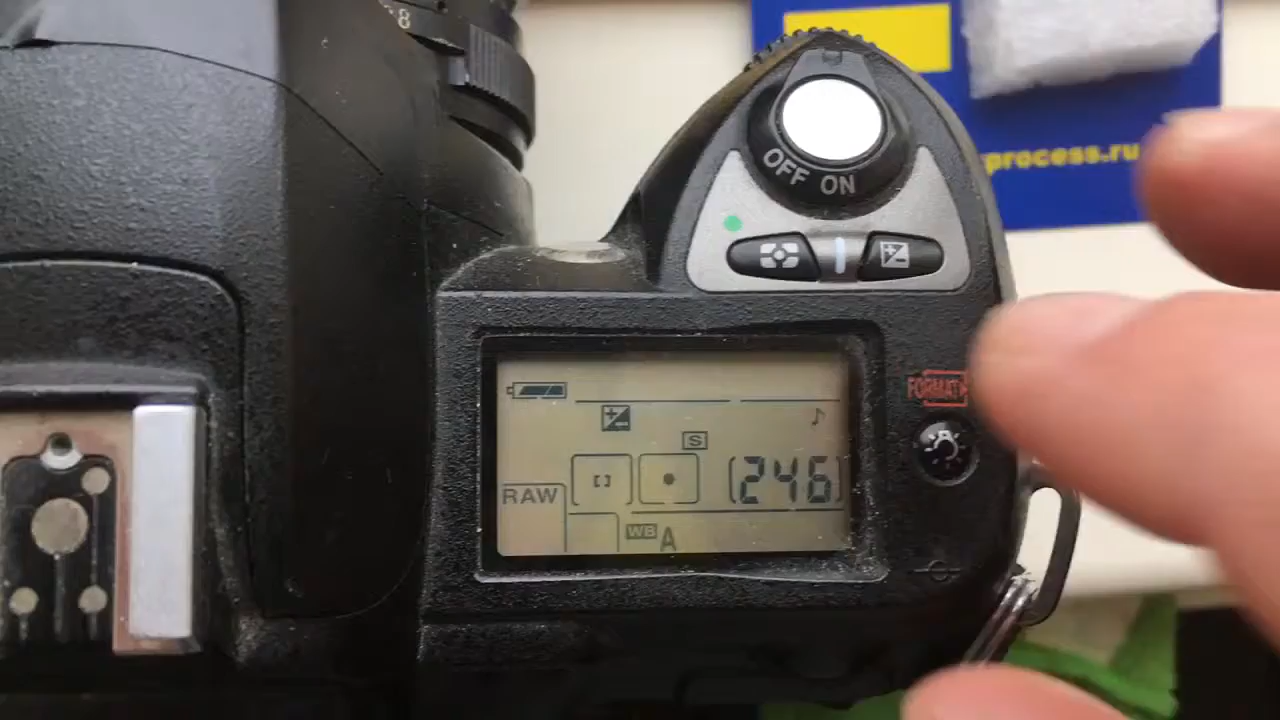 8
OFF ON
process.ru
FORMAT
S
[246]
RAW
WB A